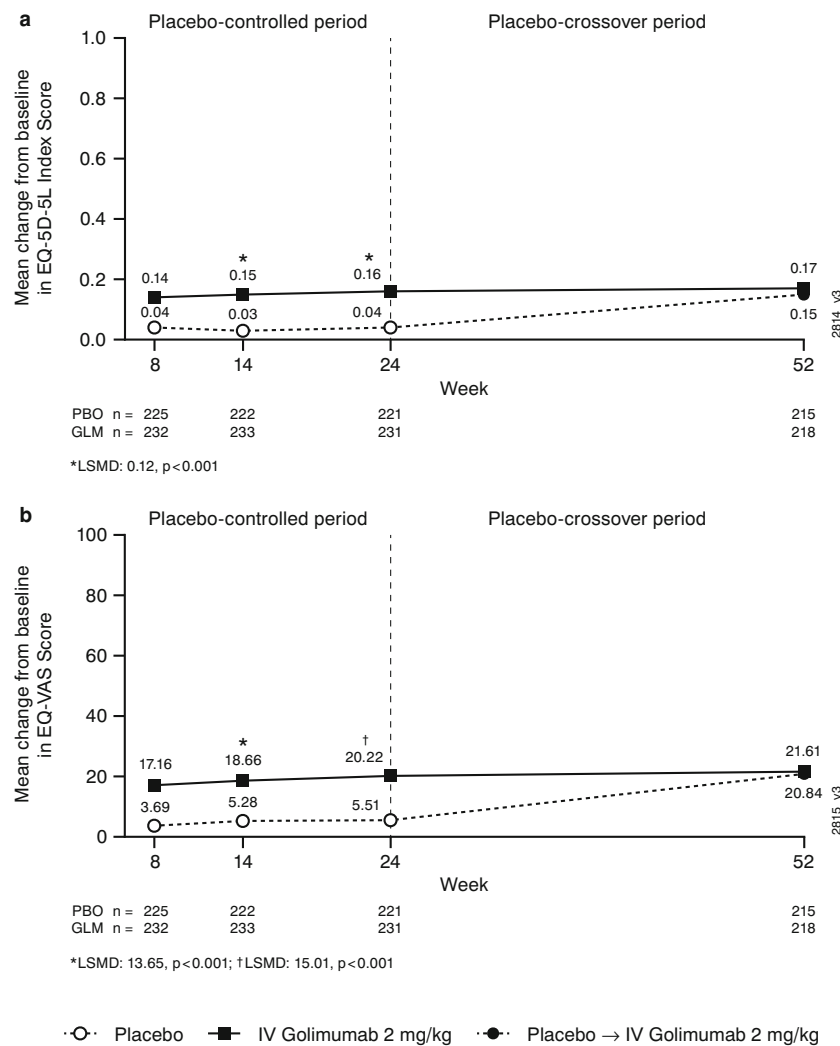 a
Placebo-controlled period Placebo-crossover period
Mean change from baseline
in EQ-5D-5L Index Score
1.0
0.8
0.6
0.4
0.2
0.0
* *
0.14 0.15 0.16 0.17
0.04 0.03 0.04 0.15
8 14 24 52
Week
2814_v3
PBO n = 225 222 221 215
GLM n = 232 233 231 218
*LSMD: 0.12, p<0.001
b
Placebo-controlled period Placebo-crossover period
Mean change from baseline
in EQ-VAS Score
100
80
60
40
20
0
* †
17.16 18.66 20.22 21.61
3.69 5.28 5.51 20.84
8 14 24 52
Week
2815_v3
PBO n = 225 222 221 215
GLM n = 232 233 231 218
*LSMD: 13.65, p<0.001; †LSMD: 15.01, p<0.001
Placebo IV Golimumab 2 mg/kg Placebo → IV Golimumab 2 mg/kg